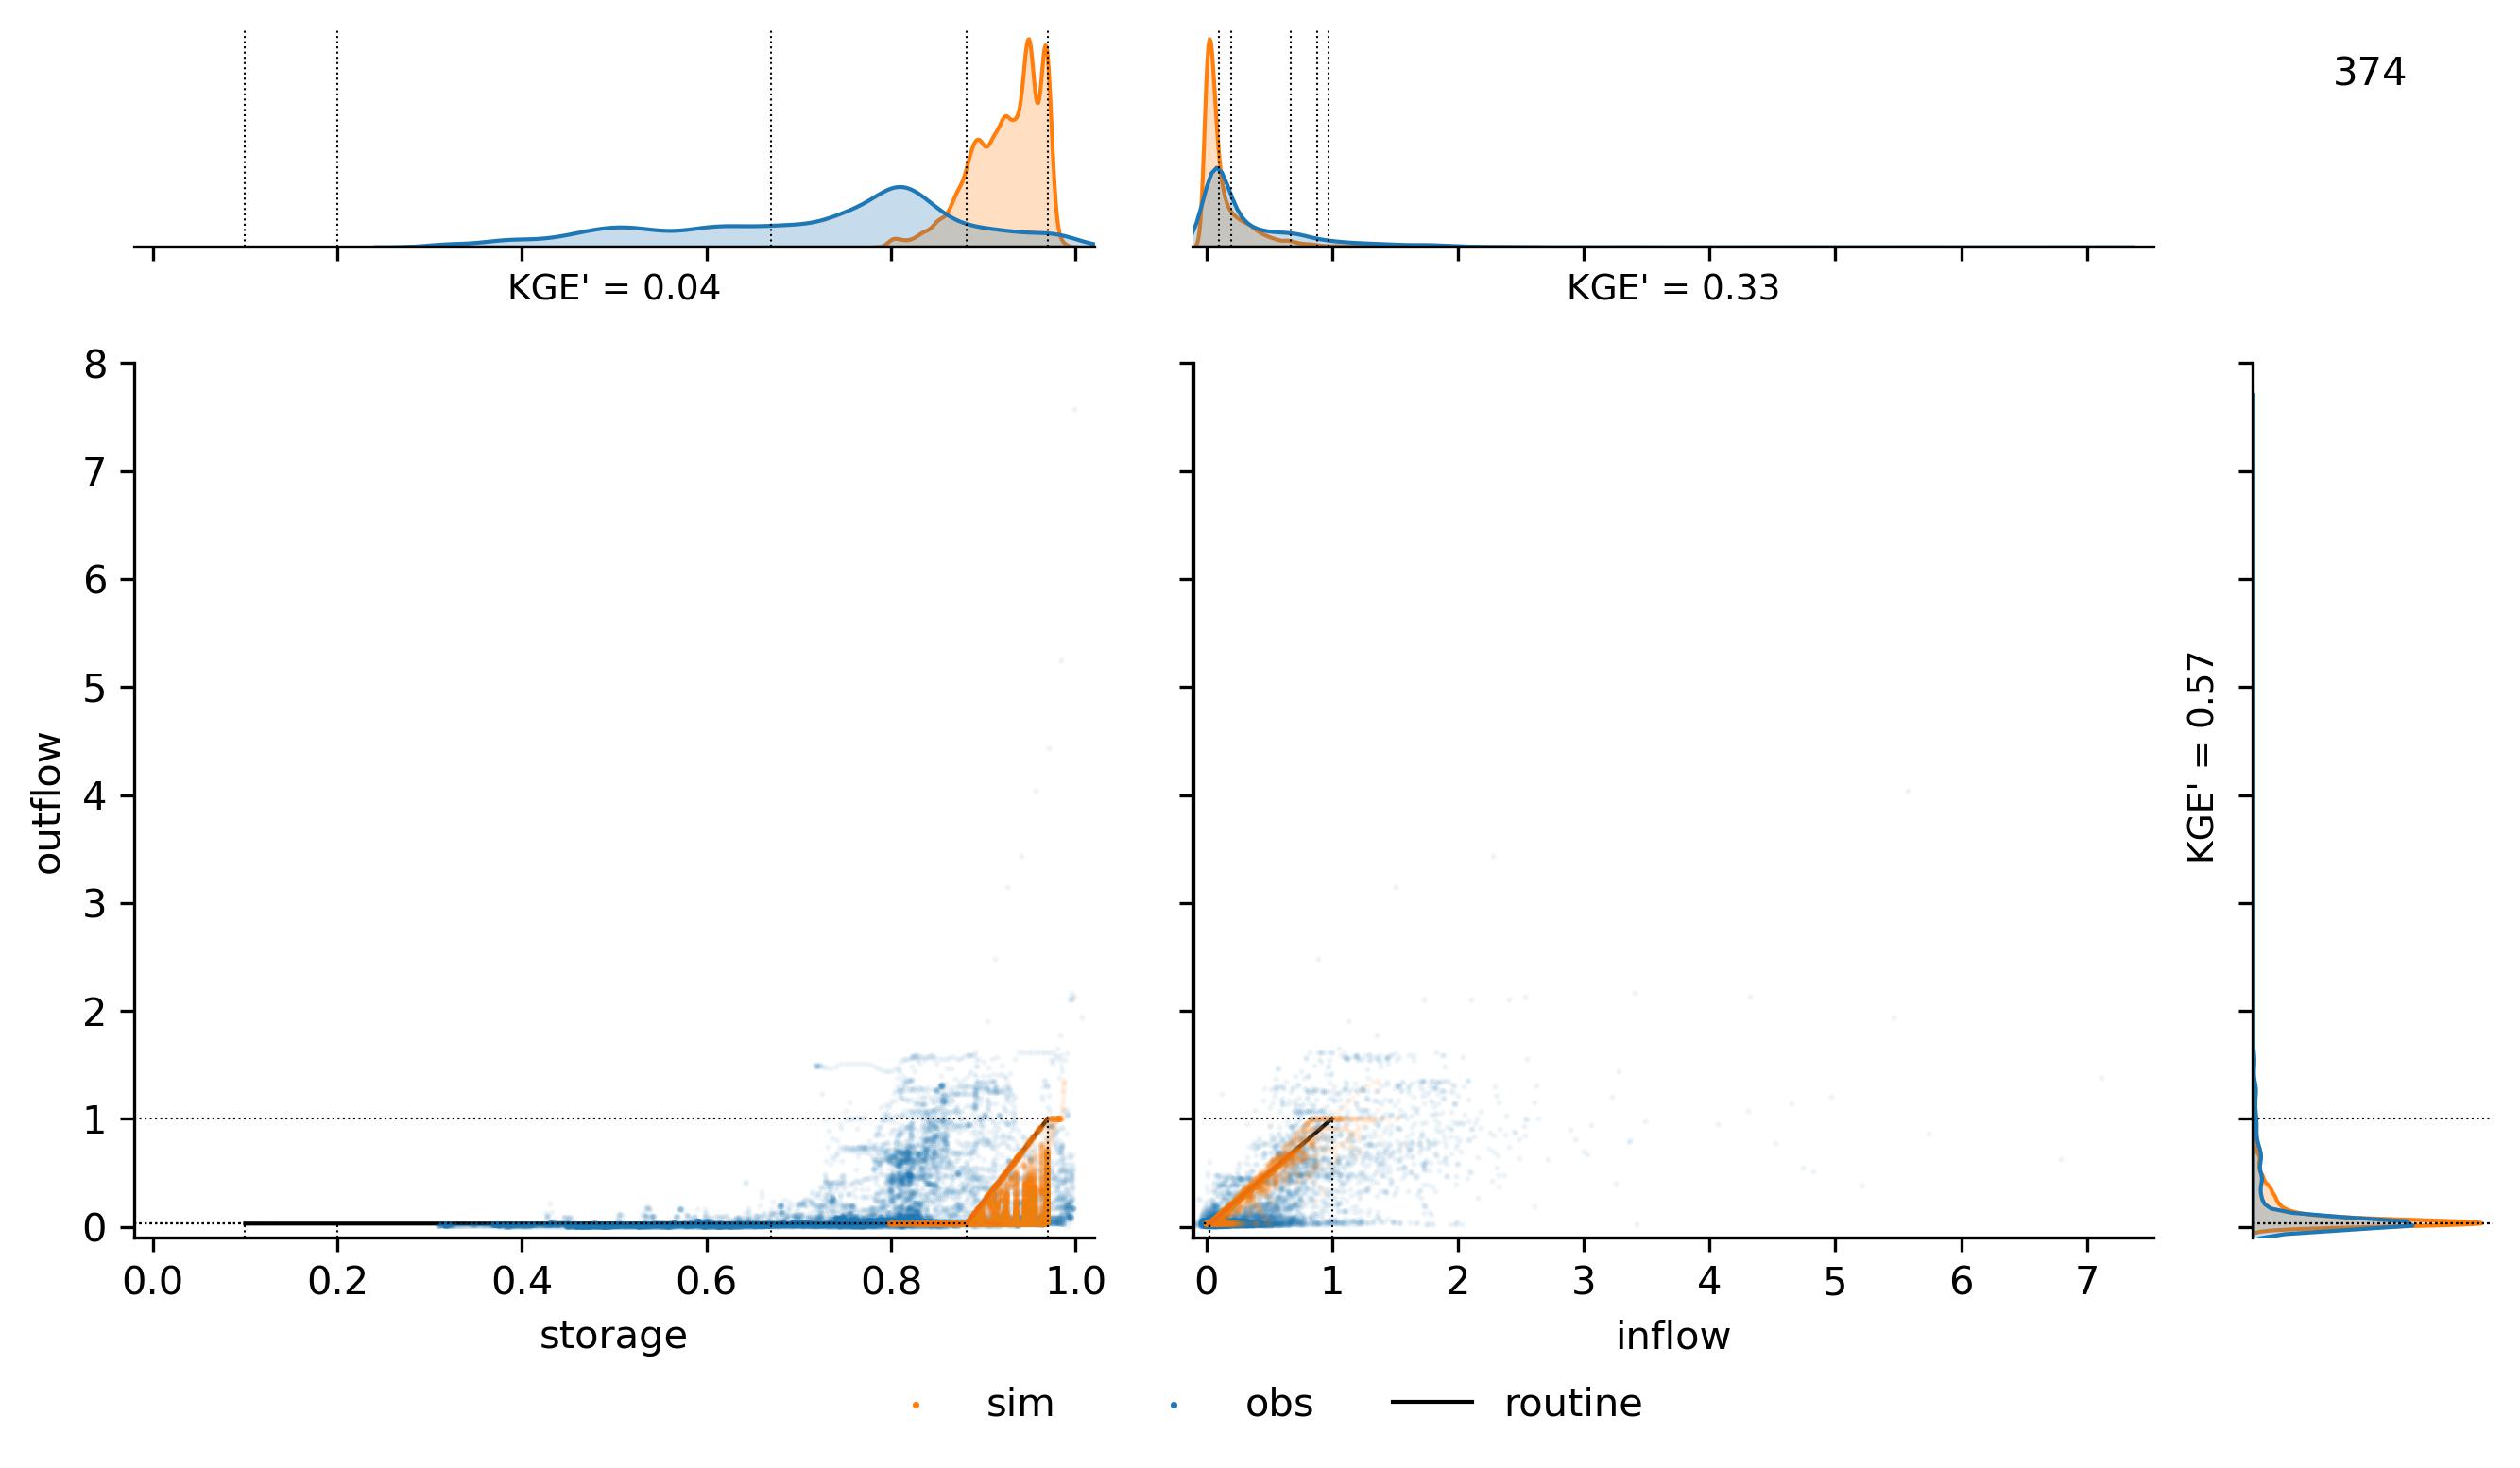 374
KGE' = 0.04
KGE' = 0.33
8
7
6
5
4
3
2
1
0
outflow
KGE' = 0.57
0.0 0.2 0.4 0.6 0.8 1.0
0 1 2 3 4 5 6 7
storage
inflow
sim obs routine